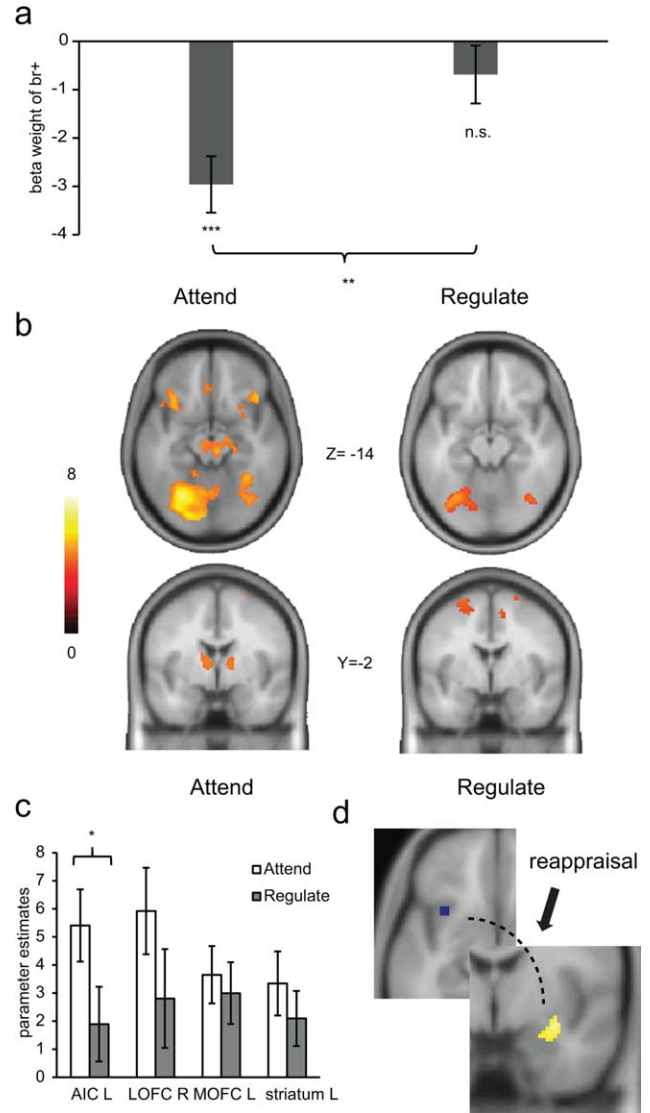 a
0
-1
-2
-3
-4
beta weight of br+
***
n.s.
**
Attend Regulate
b
8
0
Z= -14
Y=-2
Attend Regulate
c
*
8
7
6
5
4
3
2
1
0
parameter estimates
Attend
Regulate
AIC L LOFC R MOFC L striatum L
d
reappraisal